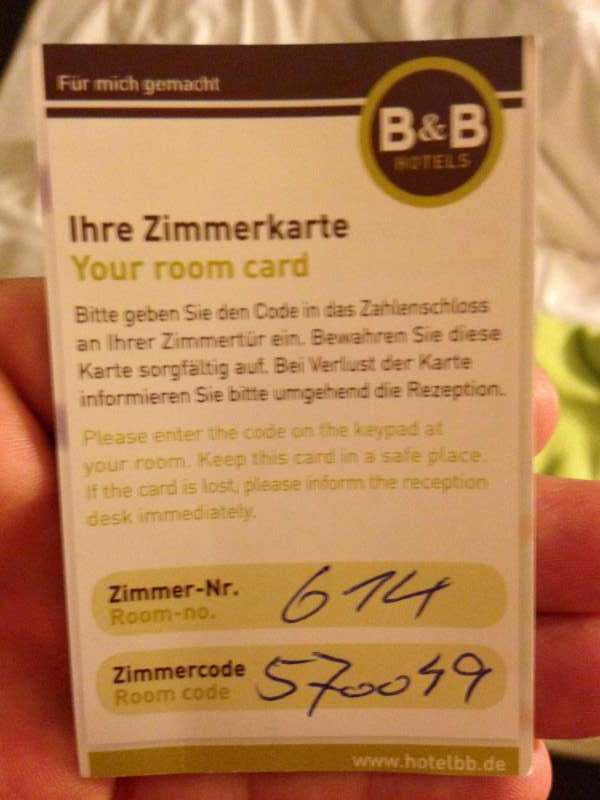 Für mich gemacht
B&B
HOTELS
Ihre Zimmerkarte
Your room card
Bitte geben Sie den Code in das Zahlenschloss
an Ihrer Zimmertür ein. Bewahren Sie diese
Karte sorgfältig auf. Bei Verlust der Karte
informieren Sie bitte umgehend die Rezeption.
Please enter the code on the keypad at
your room. Keep this card in a safe place.
If the card is lost, please inform the reception
desk immediately.
Zimmer-Nr. 614
Room-no.
Zimmercode 570049
Room code
www.hotelbb.de